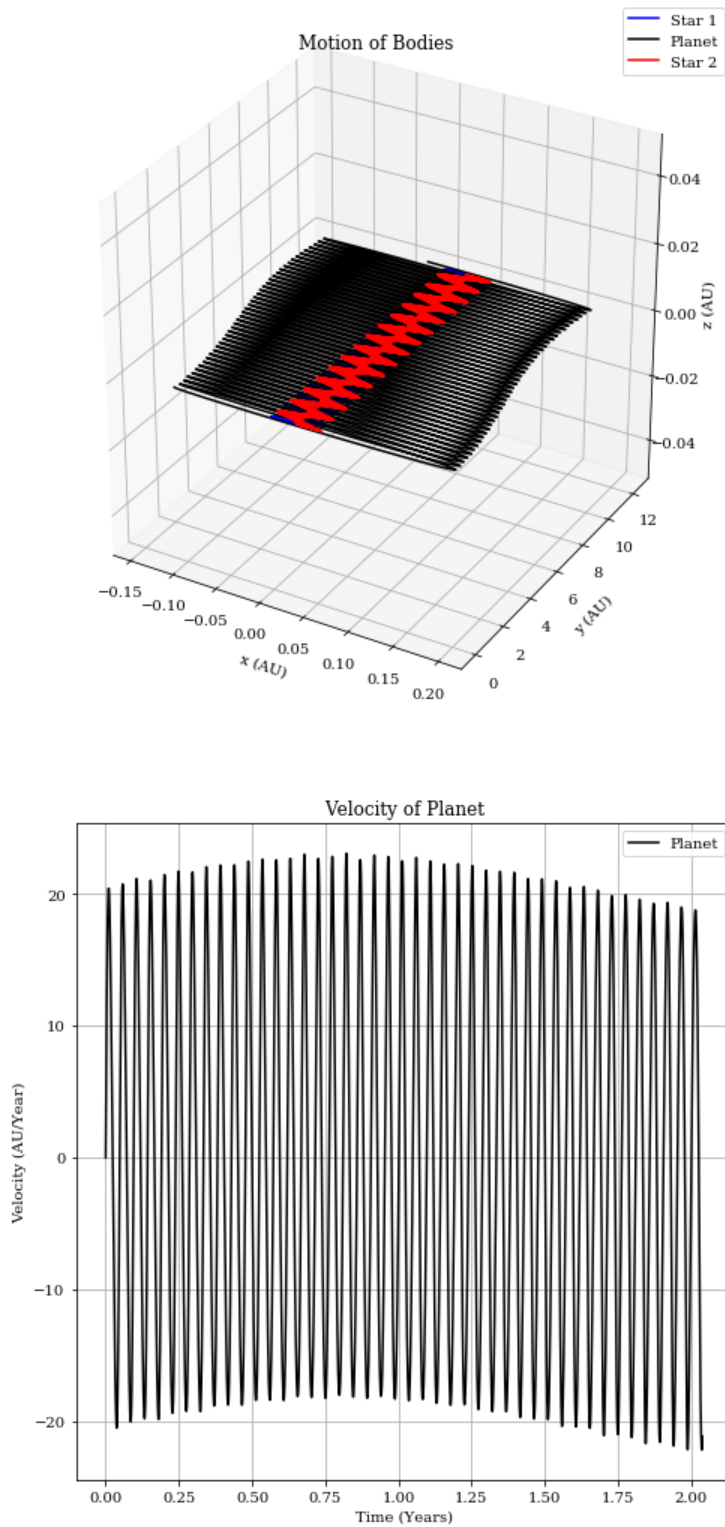 Motion of Bodies
Star 1
Planet
Star 2
0.04
0.02
0.00
−0.02
−0.04
z (AU)
12
10
8
6
4
2
0
y (AU)
−0.15
−0.10
−0.05
0.00
0.05
0.10
0.15
0.20
x (AU)
Velocity of Planet
Planet
20
10
0
−10
−20
Velocity (AU/Year)
0.00 0.25 0.50 0.75 1.00 1.25 1.50 1.75 2.00
Time (Years)